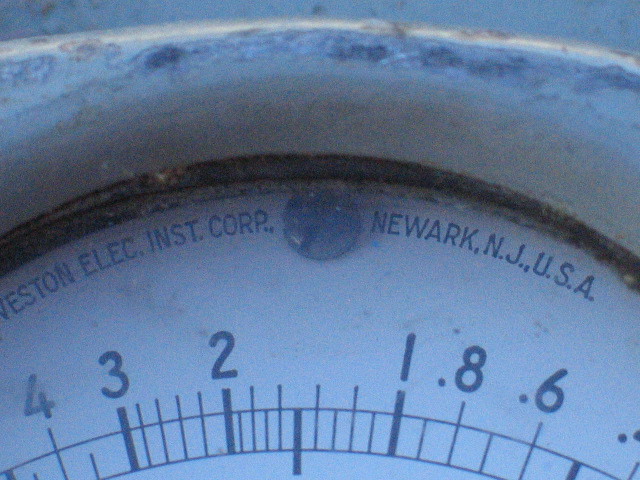 WESTON ELEC. INST. CORP., NEWARK, N.J., U.S.A.
4 3 2 1 .8 .6